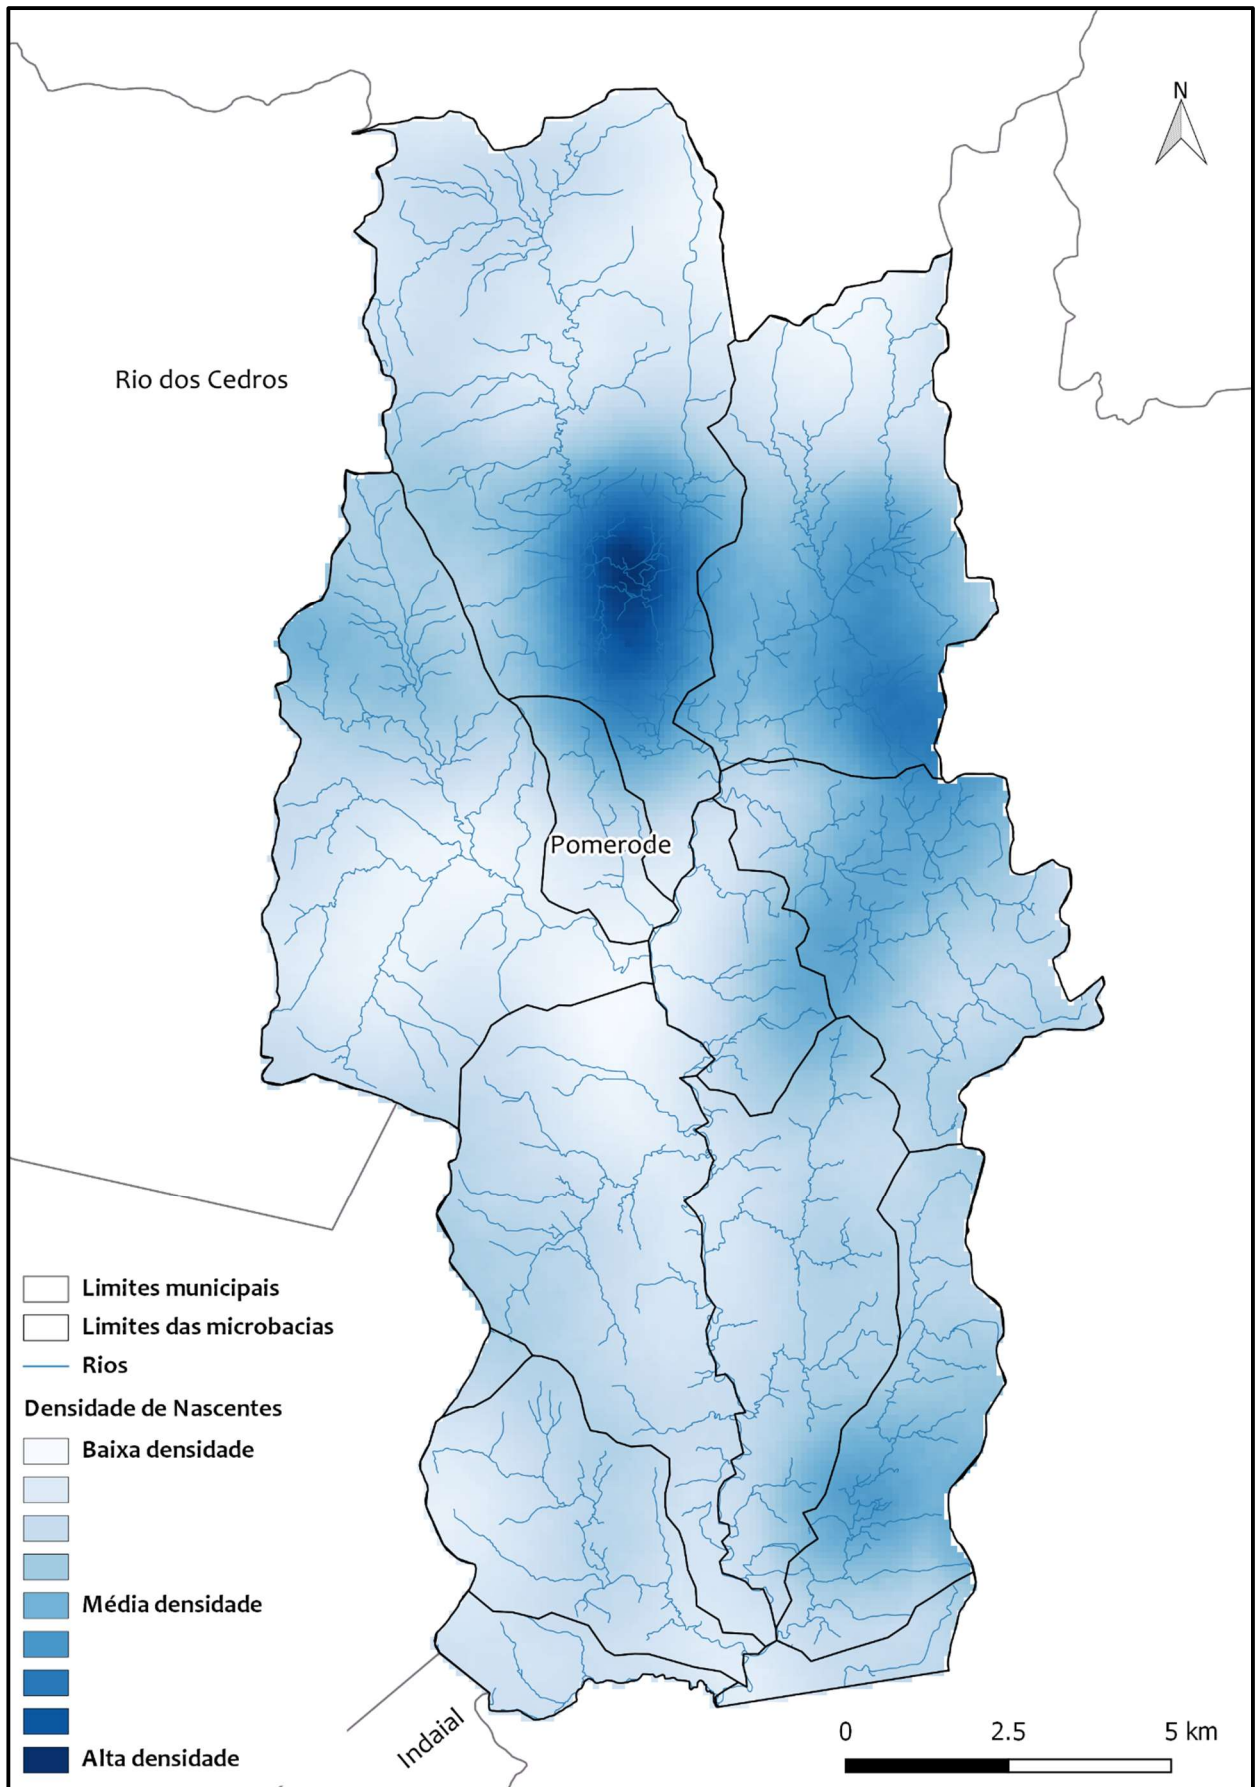 N
Rio dos Cedros
Pomerode
Limites municipais
Limites das microbacias
Rios
Densidade de Nascentes
Baixa densidade
Média densidade
Alta densidade
Indaial
0 2.5 5 km